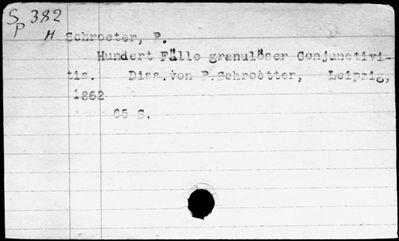 S 382
P
H Schroeter, P.
Hundert Fälle granulöser Conjunctivi-
tis. Diss. von P. Schroetter, Leipzig,
1862
65 S.